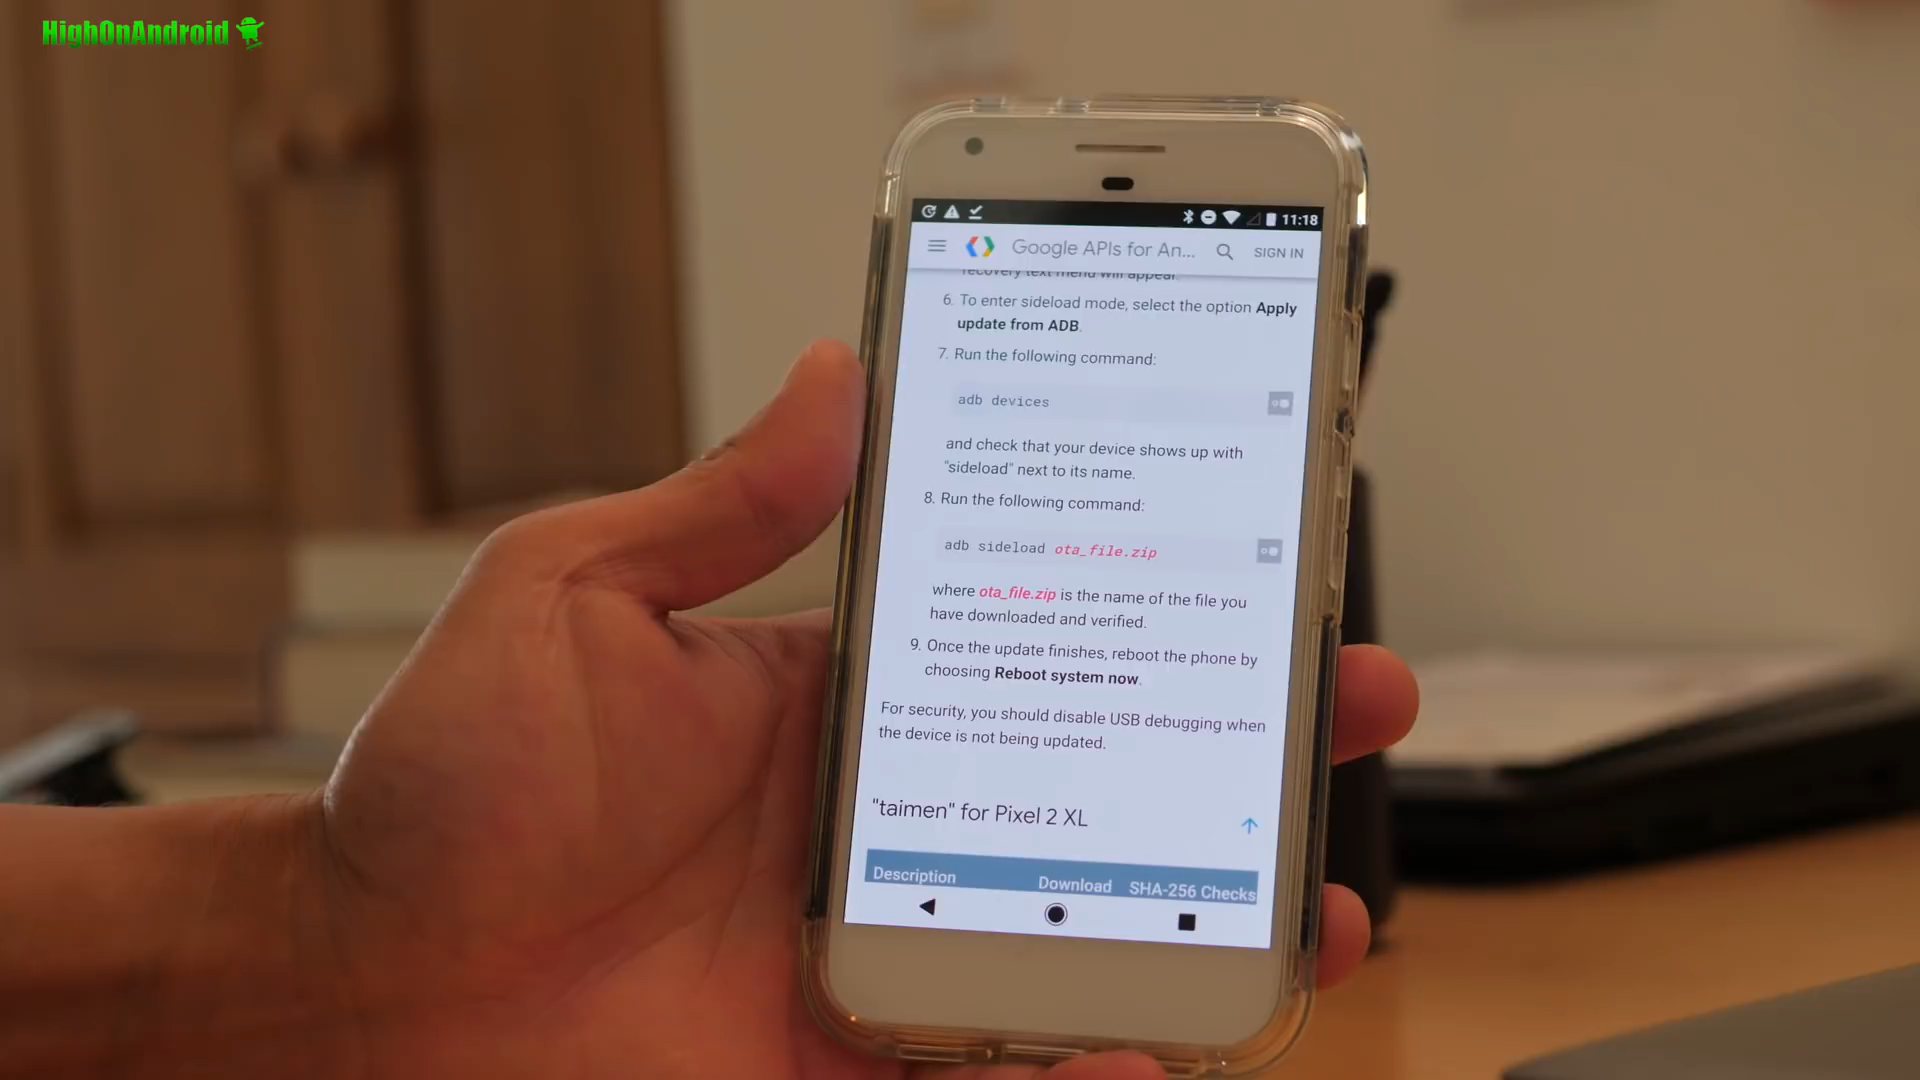 HighOnAndroid
11:18
Google APIs for An... SIGN IN
recovery text menu will appear.
6. To enter sideload mode, select the option Apply
update from ADB.
7. Run the following command:
adb devices
and check that your device shows up with
"sideload" next to its name.
8. Run the following command:
adb sideload ota_file.zip
where ota_file.zip is the name of the file you
have downloaded and verified.
9. Once the update finishes, reboot the phone by
choosing Reboot system now.
For security, you should disable USB debugging when
the device is not being updated.
"taimen" for Pixel 2 XL
Description Download SHA-256 Checks